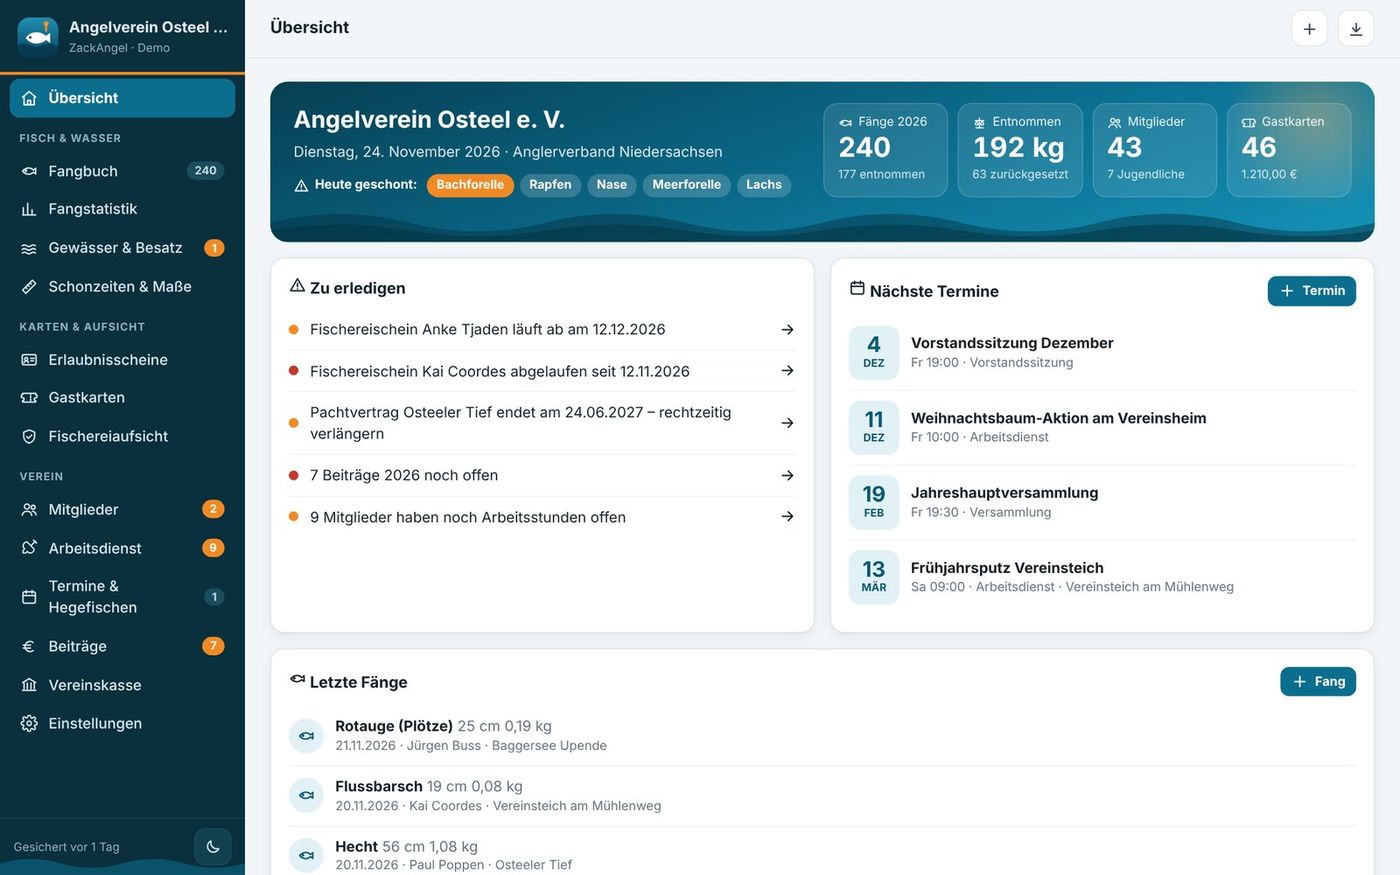 Angelverein Osteel ...
ZackAngel · Demo
Übersicht
FISCH & WASSER
Fangbuch 240
Fangstatistik
Gewässer & Besatz 1
Schonzeiten & Maße
KARTEN & AUFSICHT
Erlaubnisscheine
Gastkarten
Fischereiaufsicht
VEREIN
Mitglieder 2
Arbeitsdienst 9
Termine &
Hegefischen 1
Beiträge 7
Vereinskasse
Einstellungen
Gesichert vor 1 Tag
Übersicht
Angelverein Osteel e. V.
Dienstag, 24. November 2026 · Anglerverband Niedersachsen
Heute geschont: Bachforelle Rapfen Nase Meerforelle Lachs
Fänge 2026
240
177 entnommen
Entnommen
192 kg
63 zurückgesetzt
Mitglieder
43
7 Jugendliche
Gastkarten
46
1.210,00 €
Zu erledigen
Fischereischein Anke Tjaden läuft ab am 12.12.2026
Fischereischein Kai Coordes abgelaufen seit 12.11.2026
Pachtvertrag Osteeler Tief endet am 24.06.2027 – rechtzeitig
verlängern
7 Beiträge 2026 noch offen
9 Mitglieder haben noch Arbeitsstunden offen
Nächste Termine
Termin
4
DEZ
Vorstandssitzung Dezember
Fr 19:00 · Vorstandssitzung
11
DEZ
Weihnachtsbaum-Aktion am Vereinsheim
Fr 10:00 · Arbeitsdienst
19
FEB
Jahreshauptversammlung
Fr 19:30 · Versammlung
13
MÄR
Frühjahrsputz Vereinsteich
Sa 09:00 · Arbeitsdienst · Vereinsteich am Mühlenweg
Letzte Fänge
Fang
Rotauge (Plötze) 25 cm 0,19 kg
21.11.2026 · Jürgen Buss · Baggersee Upende
Flussbarsch 19 cm 0,08 kg
20.11.2026 · Kai Coordes · Vereinsteich am Mühlenweg
Hecht 56 cm 1,08 kg
20.11.2026 · Paul Poppen · Osteeler Tief